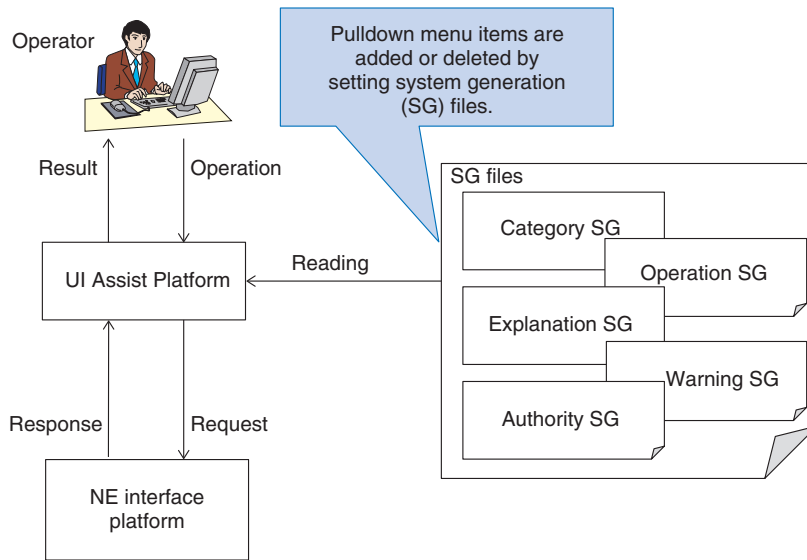 Operator
Pulldown menu items are
added or deleted by
setting system generation
(SG) files.
Result
Operation
SG files
Category SG
Operation SG
UI Assist Platform
Reading
Explanation SG
Warning SG
Authority SG
Response
Request
NE interface
platform